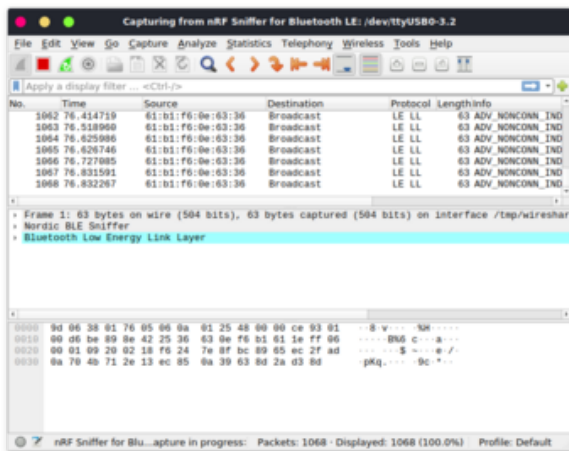 Capturing from nRF Sniffer for Bluetooth LE: /dev/ttyUSB0-3.2
File Edit View Go Capture Analyze Statistics Telephony Wireless Tools Help
Apply a display filter ... <Ctrl-/>
No. Time Source Destination Protocol Length Info
1062 76.414719 61:b1:f6:0e:63:36 Broadcast LE LL 63 ADV_NONCONN_IND
1063 76.518960 61:b1:f6:0e:63:36 Broadcast LE LL 63 ADV_NONCONN_IND
1064 76.625986 61:b1:f6:0e:63:36 Broadcast LE LL 63 ADV_NONCONN_IND
1065 76.626746 61:b1:f6:0e:63:36 Broadcast LE LL 63 ADV_NONCONN_IND
1066 76.727985 61:b1:f6:0e:63:36 Broadcast LE LL 63 ADV_NONCONN_IND
1067 76.831591 61:b1:f6:0e:63:36 Broadcast LE LL 63 ADV_NONCONN_IND
1068 76.832267 61:b1:f6:0e:63:36 Broadcast LE LL 63 ADV_NONCONN_IND
Frame 1: 63 bytes on wire (504 bits), 63 bytes captured (504 bits) on interface /tmp/wireshar
Nordic BLE Sniffer
Bluetooth Low Energy Link Layer
0000 9d 06 38 01 76 05 06 0a 01 25 48 00 00 ce 93 01
0010 00 d6 be 89 8e 42 25 36 63 0e f6 b1 61 1e ff 06
0020 00 01 09 20 02 18 f6 24 7e 8f bc 89 65 ec 2f ad
0030 0a 70 4b 71 2e 13 ec 85 0a 39 63 8d 2a d3 8d
nRF Sniffer for Blu...apture in progress: Packets: 1068 · Displayed: 1068 (100.0%) Profile: Default